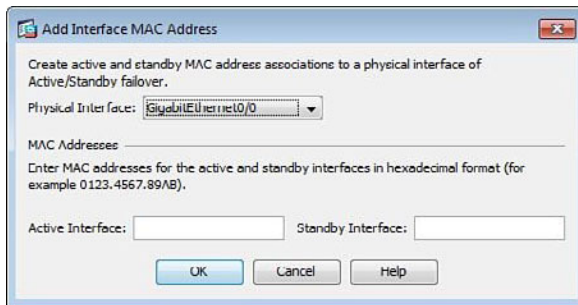 Add Interface MAC Address
Create active and standby MAC address associations to a physical interface of
Active/Standby failover.
Physical Interface: GigabitEthernet0/0
MAC Addresses
Enter MAC addresses for the active and standby interfaces in hexadecimal format (for
example 0123.4567.89AB).
Active Interface: Standby Interface:
OK Cancel Help